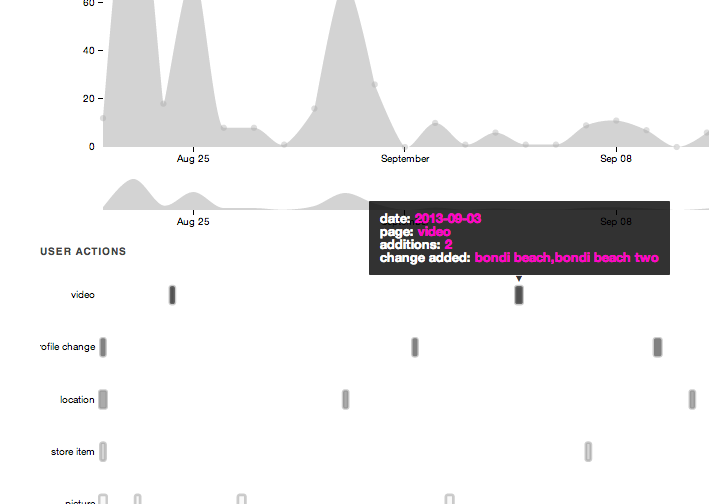 60
40
20
0
Aug 25
September
Sep 08
Aug 25
Sep 08
date: 2013-09-03
page: video
additions: 2
change added: bondi beach,bondi beach two
USER ACTIONS
video
ofile change
location
store item
picture